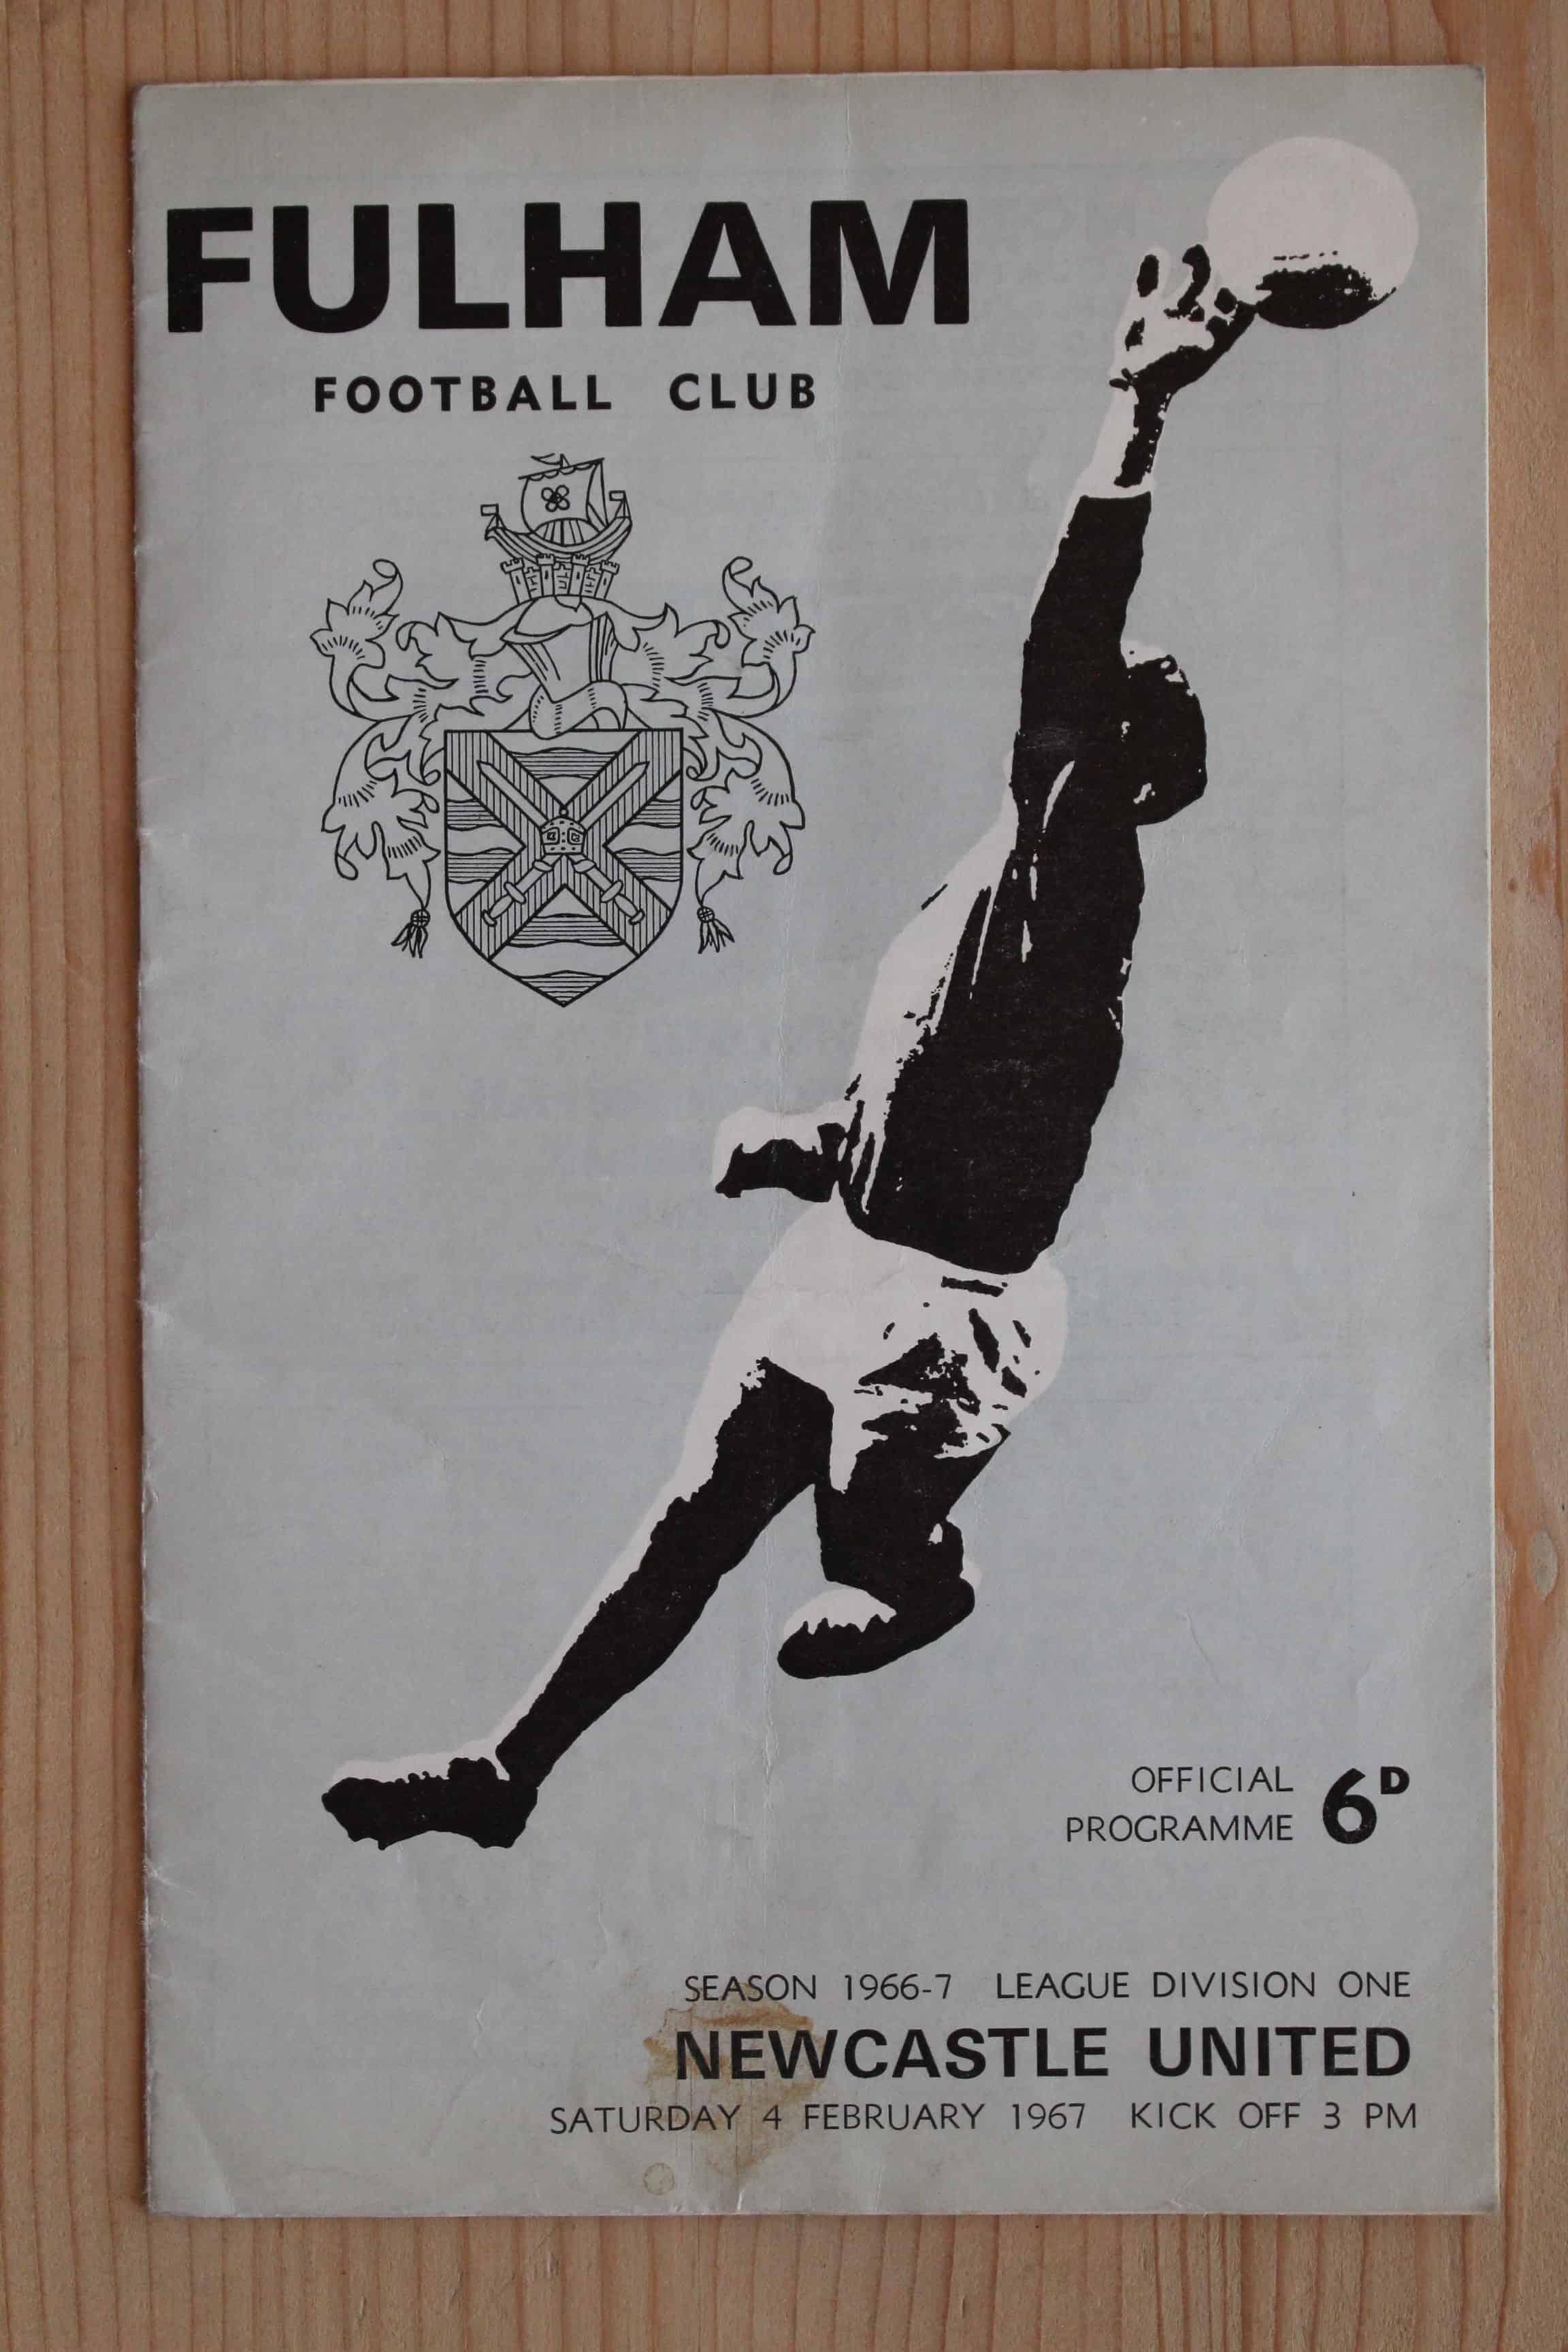 FULHAM
FOOTBALL CLUB
OFFICIAL
PROGRAMME 6D
SEASON 1966-7 LEAGUE DIVISION ONE
NEWCASTLE UNITED
SATURDAY 4 FEBRUARY 1967 KICK OFF 3 PM